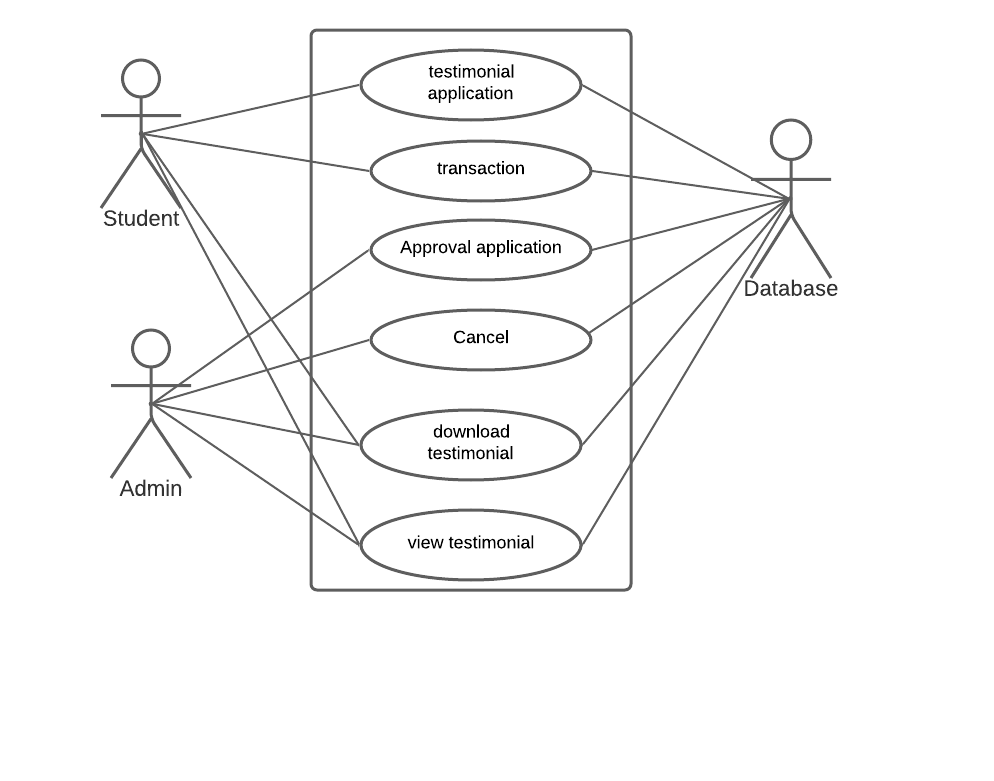 testimonial
application
transaction
Student
Approval application
Database
Cancel
download
testimonial
Admin
view testimonial